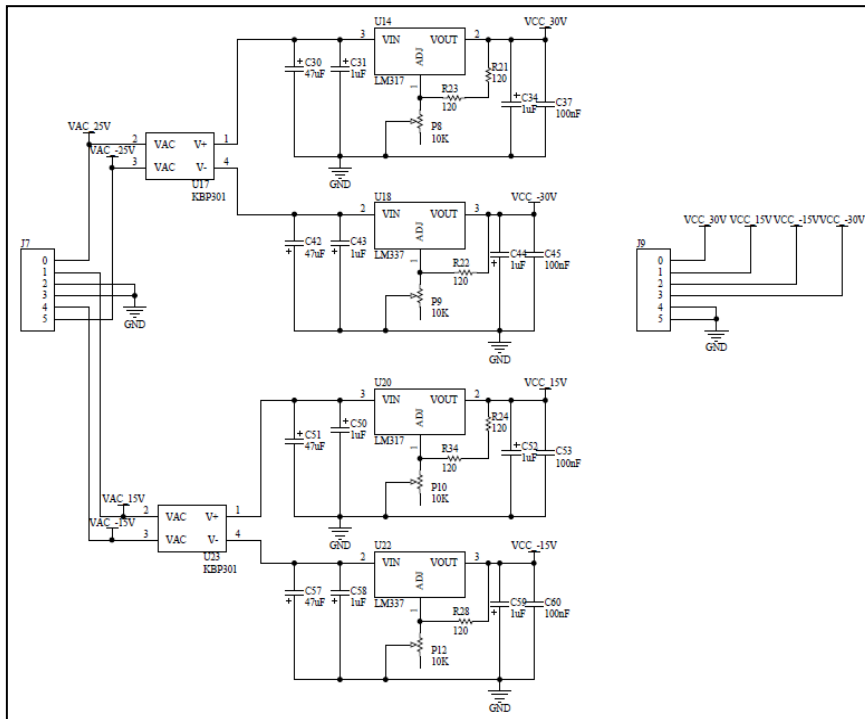 U14
VCC_30V
3 VIN VOUT 2
ADJ
LM317
1
C30
47uF
C31
1uF
R23
120
R21
120
C34
1uF
C37
100nF
P8
10K
GND
VAC_25V
VAC_-25V
2 VAC V+ 1
3 VAC V- 4
U17
KBP301
U18
VCC_-30V
2 VIN VOUT 3
ADJ
LM337
1
C42
47uF
C43
1uF
R22
120
C44
1uF
C45
100nF
P9
10K
GND
J7
0
1
2
3
4
5
GND
VCC_30V VCC_15V VCC_-15V VCC_-30V
J9
0
1
2
3
4
5
GND
U20
VCC_15V
3 VIN VOUT 2
ADJ
LM317
1
C51
47uF
C50
1uF
R34
120
R24
120
C52
1uF
C53
100nF
P10
10K
GND
VAC_15V
VAC_-15V
2 VAC V+ 1
3 VAC V- 4
U23
KBP301
U22
VCC_-15V
2 VIN VOUT 3
ADJ
LM337
1
C57
47uF
C58
1uF
R28
120
C59
1uF
C60
100nF
P12
10K
GND